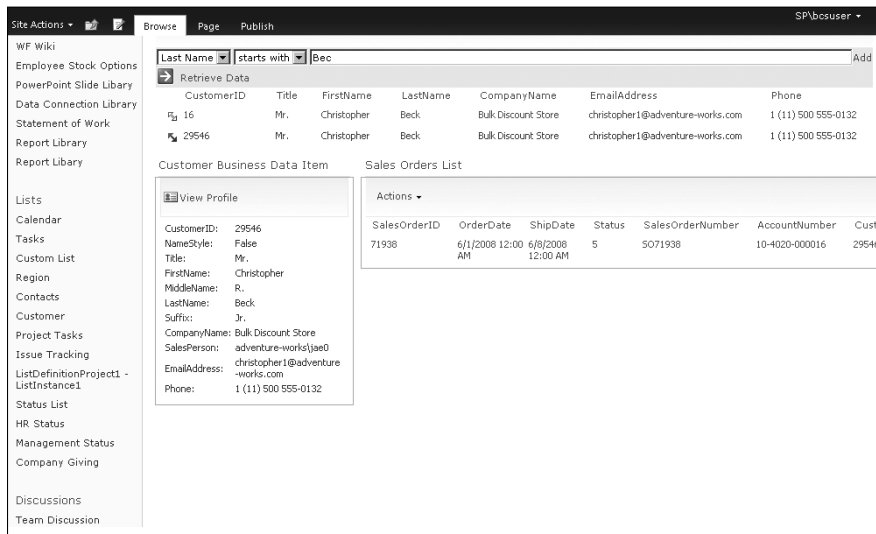 Site Actions
Browse
Page
Publish
SP\bcsuser
WF Wiki
Employee Stock Options
PowerPoint Slide Libary
Data Connection Library
Statement of Work
Report Library
Report Libary
Lists
Calendar
Tasks
Custom List
Region
Contacts
Customer
Project Tasks
Issue Tracking
ListDefinitionProject1 -
ListInstance1
Status List
HR Status
Management Status
Company Giving
Discussions
Team Discussion
Last Name starts with Bec Add
Retrieve Data
CustomerID Title FirstName LastName CompanyName EmailAddress Phone
16 Mr. Christopher Beck Bulk Discount Store christopher1@adventure-works.com 1 (11) 500 555-0132
29546 Mr. Christopher Beck Bulk Discount Store christopher1@adventure-works.com 1 (11) 500 555-0132
Customer Business Data Item
View Profile
CustomerID: 29546
NameStyle: False
Title: Mr.
FirstName: Christopher
MiddleName: R.
LastName: Beck
Suffix: Jr.
CompanyName: Bulk Discount Store
SalesPerson: adventure-works\jae0
EmailAddress: christopher1@adventure
-works.com
Phone: 1 (11) 500 555-0132
Sales Orders List
Actions
SalesOrderID OrderDate ShipDate Status SalesOrderNumber AccountNumber Cust
71938 6/1/2008 12:00 6/8/2008 5 SO71938 10-4020-000016 29546
AM 12:00 AM